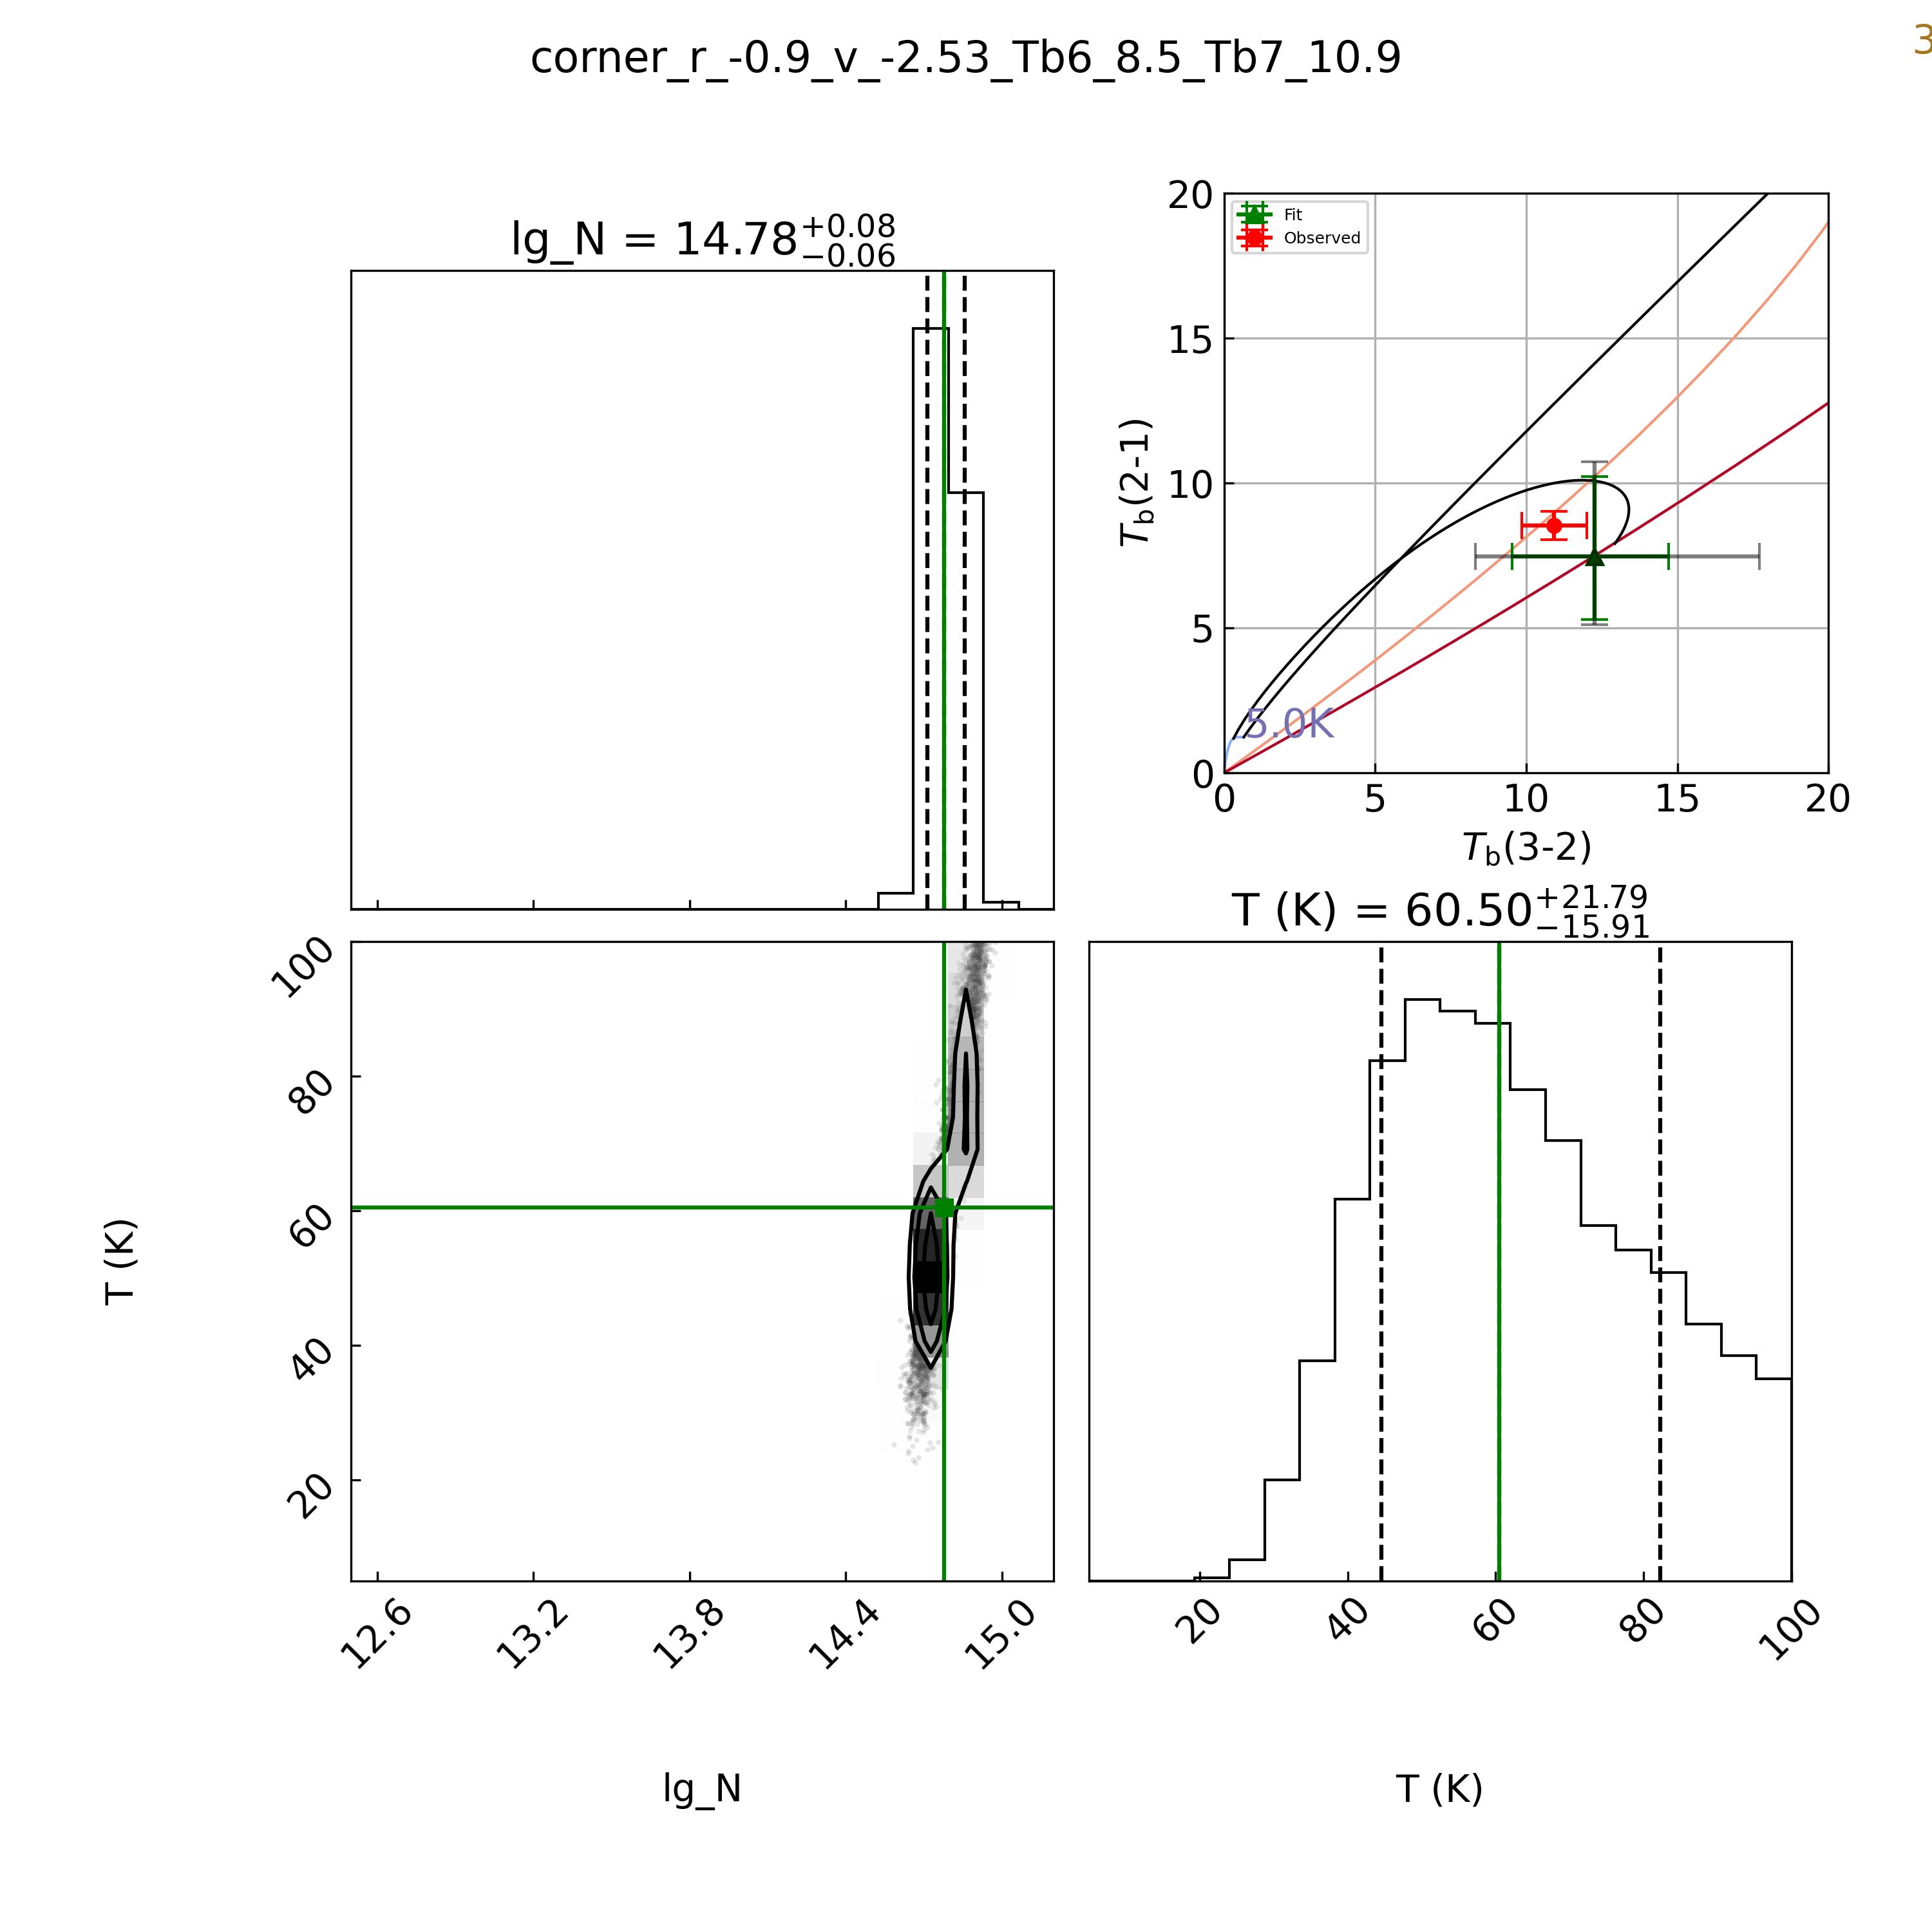 corner_r_-0.9_v_-2.53_Tb6_8.5_Tb7_10.9
3
lg_N = 14.78+0.08−0.06
20
15
10
5
0
Fit
Observed
5.0K
Tb(2-1)
0 5 10 15 20
Tb(3-2)
T (K) = 60.50+21.79−15.91
100
80
60
40
20
T (K)
12.6 13.2 13.8 14.4 15.0
20 40 60 80 100
lg_N
T (K)